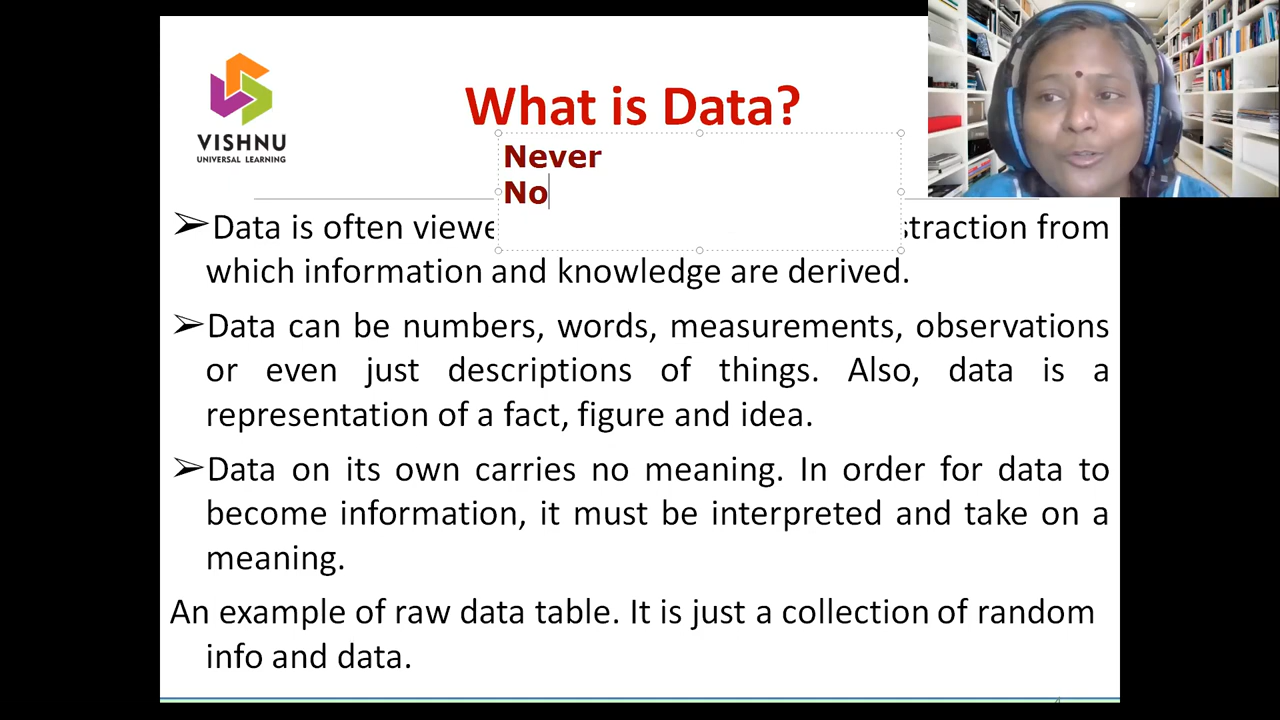 VISHNU
UNIVERSAL LEARNING
What is Data?
Never
No
➢Data is often viewe straction from
which information and knowledge are derived.
➢Data can be numbers, words, measurements, observations
or even just descriptions of things. Also, data is a
representation of a fact, figure and idea.
➢Data on its own carries no meaning. In order for data to
become information, it must be interpreted and take on a
meaning.
An example of raw data table. It is just a collection of random
info and data.